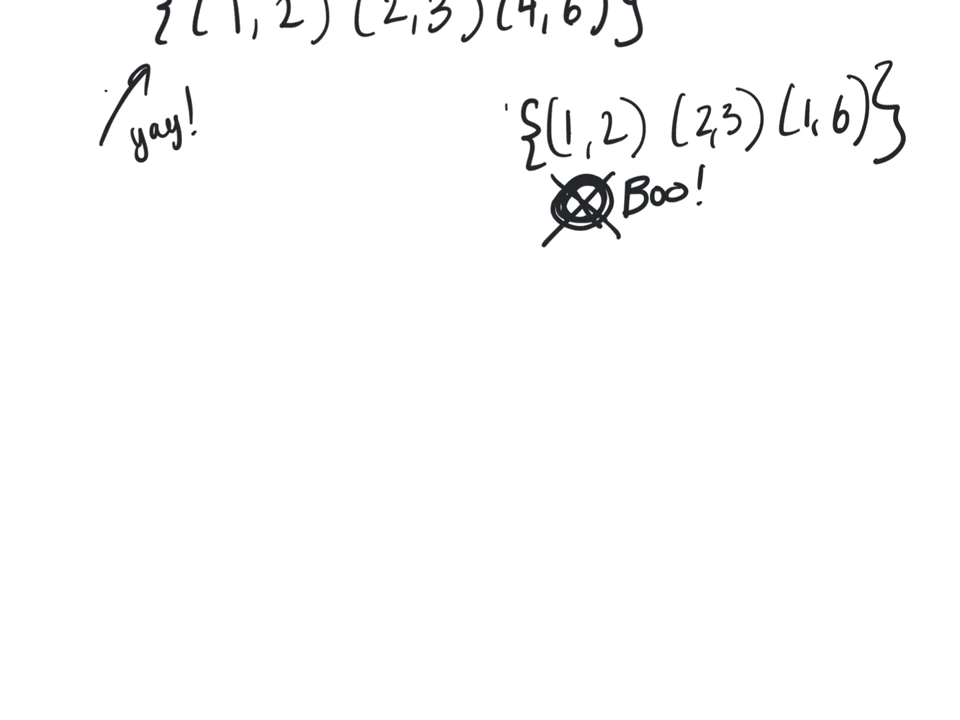 {(1,2) (2,3) (4,6)}
yay!
{(1,2) (2,3) (1,6)}
Boo!